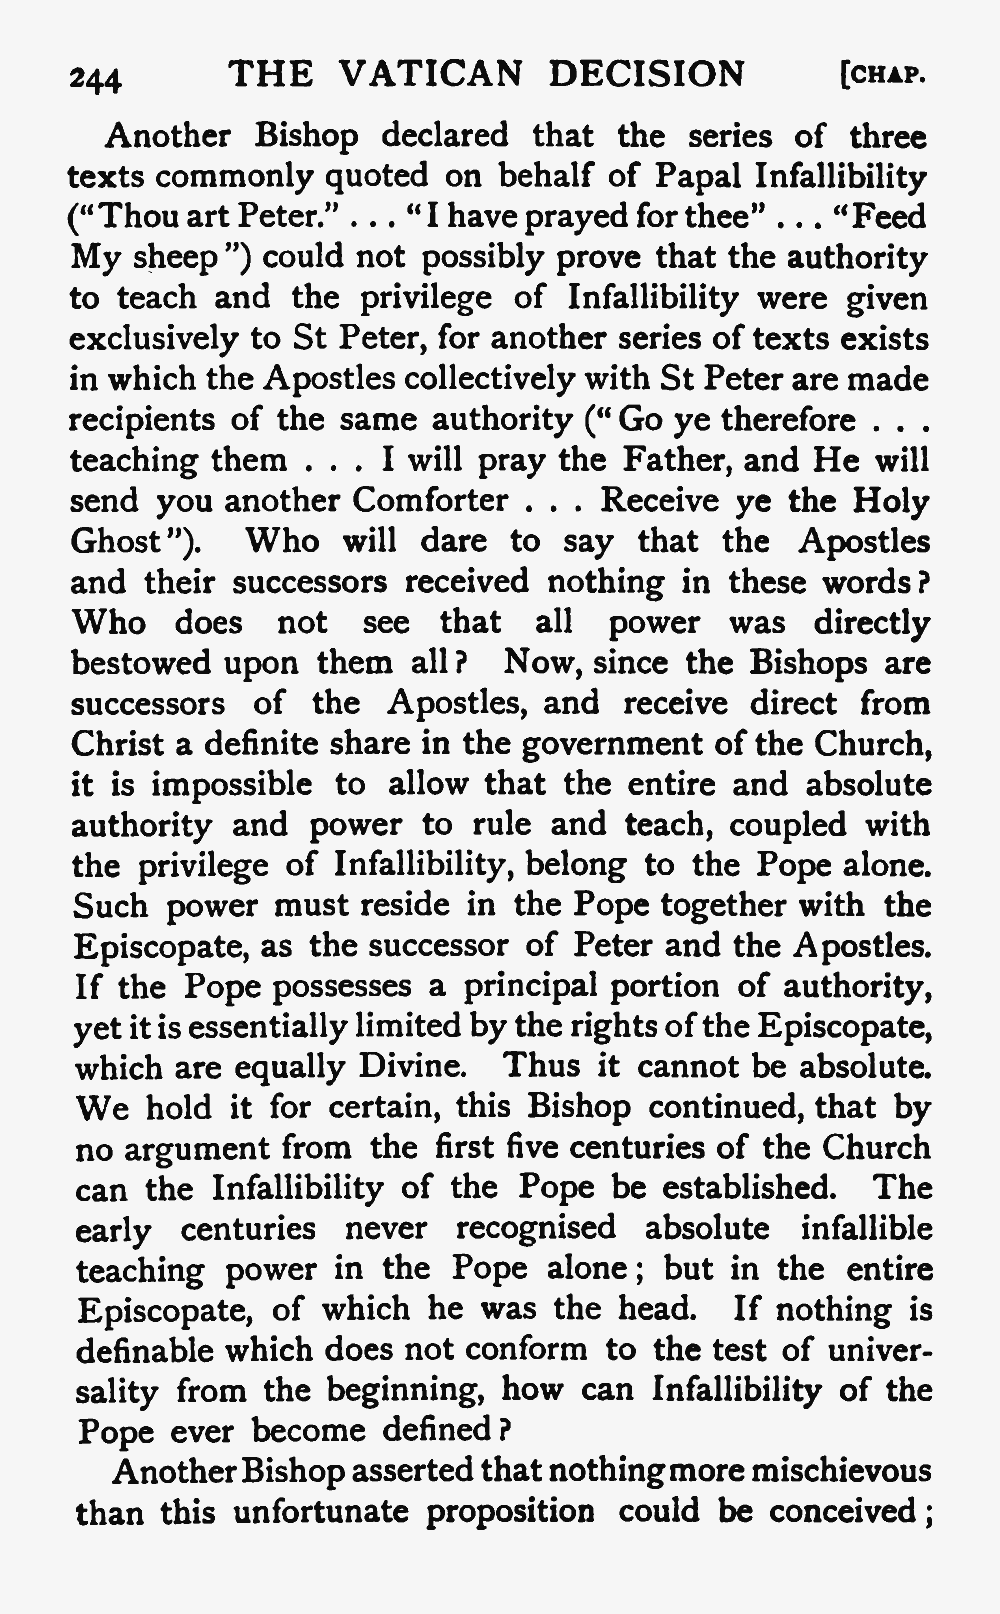 244 THE VATICAN DECISION [CHAP.
Another Bishop declared that the series of three
texts commonly quoted on behalf of Papal Infallibility
(“Thou art Peter.” . . . “I have prayed for thee” . . . “Feed
My sheep”) could not possibly prove that the authority
to teach and the privilege of Infallibility were given
exclusively to St Peter, for another series of texts exists
in which the Apostles collectively with St Peter are made
recipients of the same authority (“Go ye therefore . . .
teaching them . . . I will pray the Father, and He will
send you another Comforter . . . Receive ye the Holy
Ghost”). Who will dare to say that the Apostles
and their successors received nothing in these words?
Who does not see that all power was directly
bestowed upon them all? Now, since the Bishops are
successors of the Apostles, and receive direct from
Christ a definite share in the government of the Church,
it is impossible to allow that the entire and absolute
authority and power to rule and teach, coupled with
the privilege of Infallibility, belong to the Pope alone.
Such power must reside in the Pope together with the
Episcopate, as the successor of Peter and the Apostles.
If the Pope possesses a principal portion of authority,
yet it is essentially limited by the rights of the Episcopate,
which are equally Divine. Thus it cannot be absolute.
We hold it for certain, this Bishop continued, that by
no argument from the first five centuries of the Church
can the Infallibility of the Pope be established. The
early centuries never recognised absolute infallible
teaching power in the Pope alone; but in the entire
Episcopate, of which he was the head. If nothing is
definable which does not conform to the test of univer-
sality from the beginning, how can Infallibility of the
Pope ever become defined?
Another Bishop asserted that nothing more mischievous
than this unfortunate proposition could be conceived;